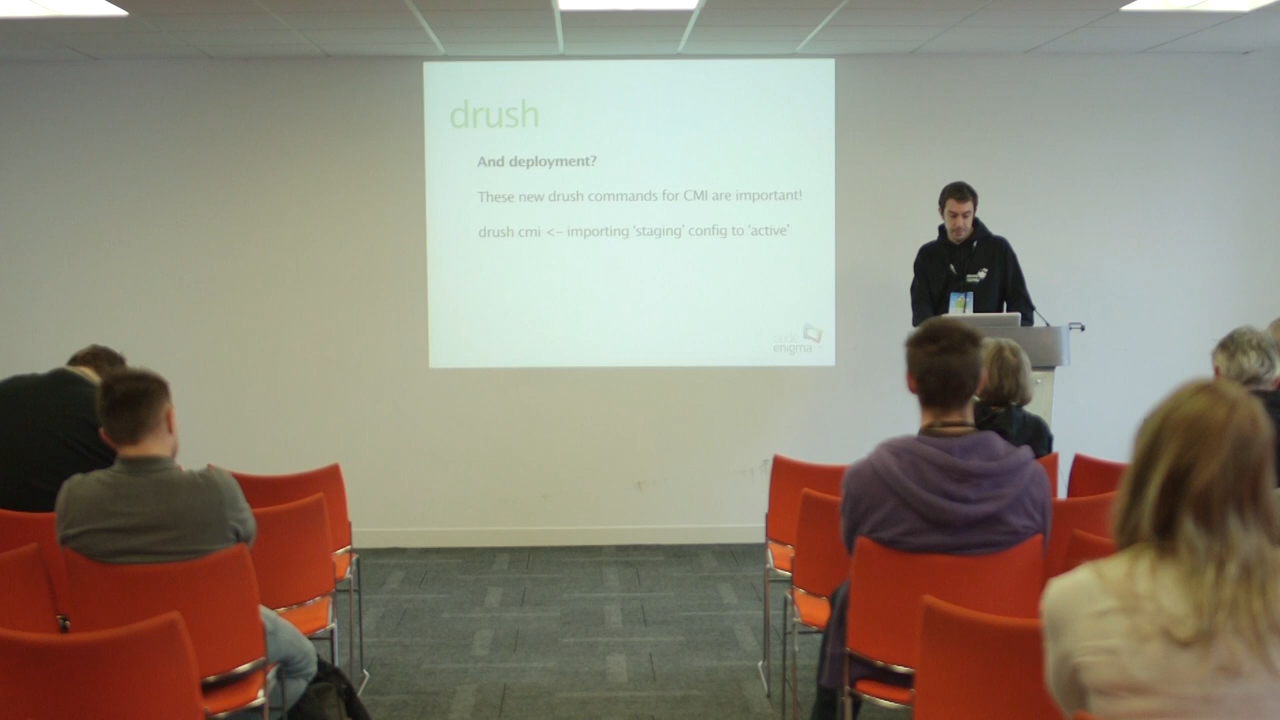 drush
And deployment?
These new drush commands for CMI are important!
drush cmi <- importing 'staging' config to 'active'
code
enigma